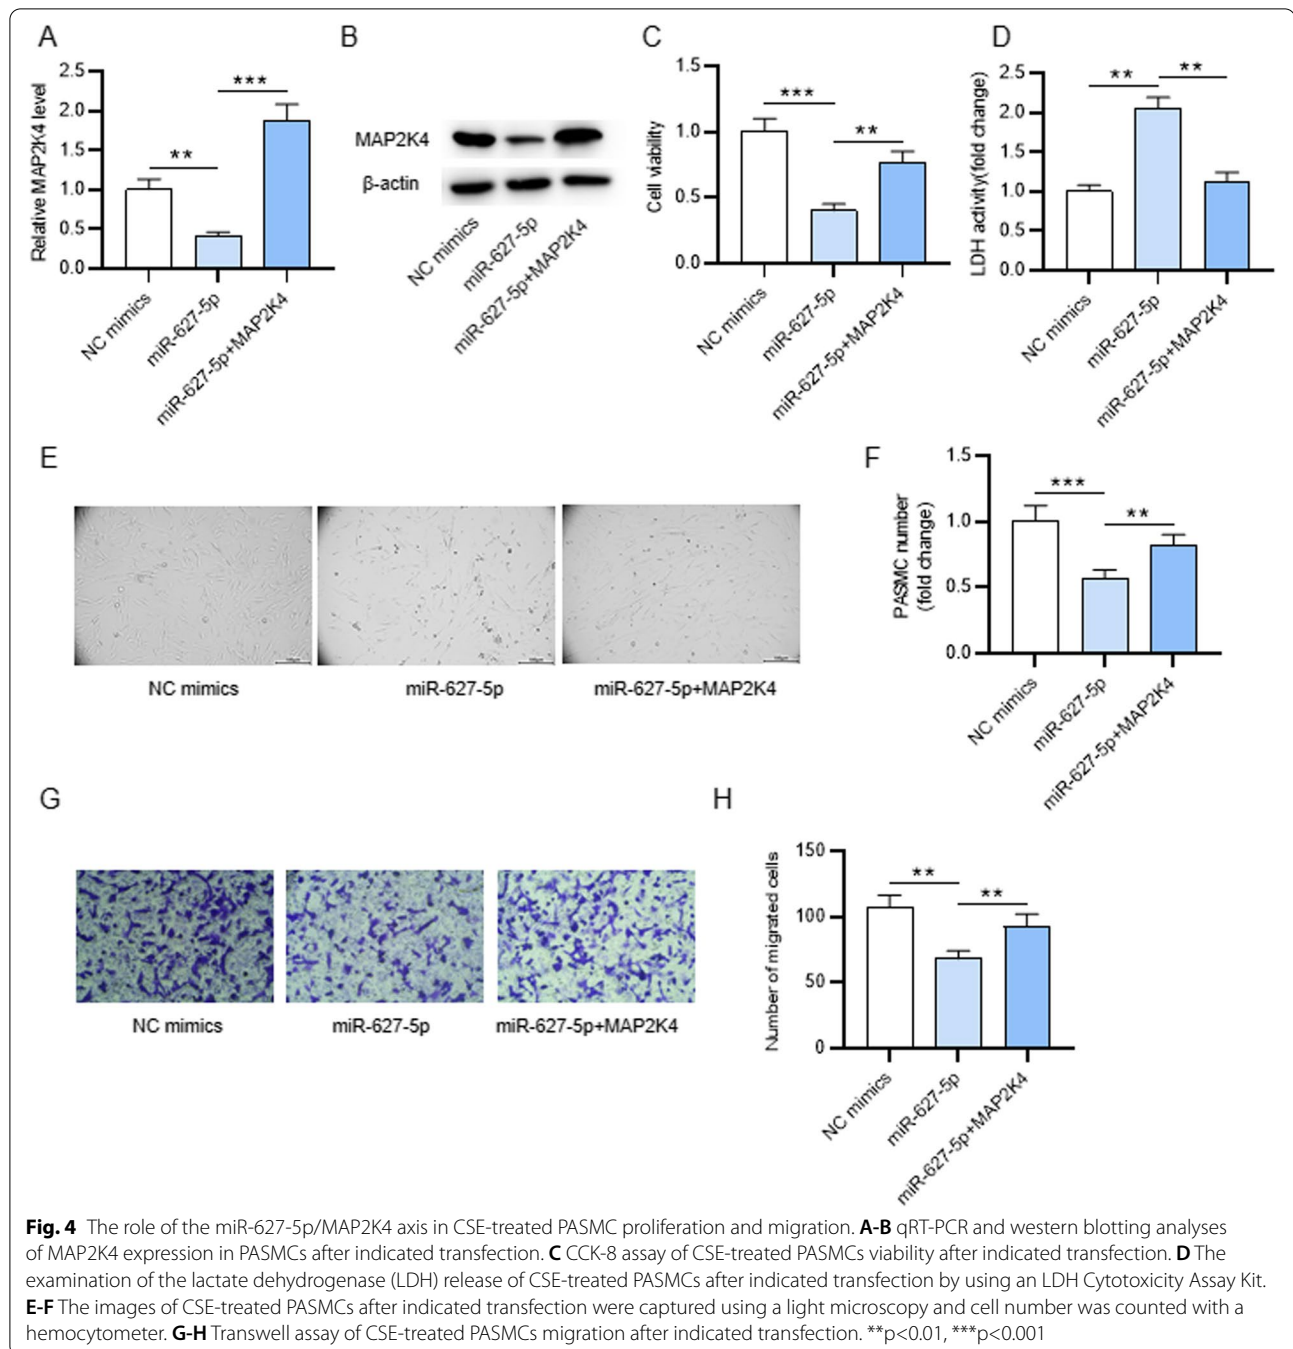 A
B
C
D
Relative MAP2K4 level
2.5
2.0
1.5
1.0
0.5
0.0
**
***
NC mimics
miR-627-5p
miR-627-5p+MAP2K4
MAP2K4
β-actin
NC mimics
miR-627-5p
miR-627-5p+MAP2K4
Cell viability
1.5
1.0
0.5
0.0
***
**
NC mimics
miR-627-5p
miR-627-5p+MAP2K4
LDH activity(fold change)
2.5
2.0
1.5
1.0
0.5
0.0
**
**
NC mimics
miR-627-5p
miR-627-5p+MAP2K4
E
NC mimics
miR-627-5p
miR-627-5p+MAP2K4
F
PASMC number
(fold change)
1.5
1.0
0.5
0.0
***
**
NC mimics
miR-627-5p
miR-627-5p+MAP2K4
G
NC mimics
miR-627-5p
miR-627-5p+MAP2K4
H
Number of migrated cells
150
100
50
0
**
**
NC mimics
miR-627-5p
miR-627-5p+MAP2K4
Fig. 4 The role of the miR-627-5p/MAP2K4 axis in CSE-treated PASMC proliferation and migration. A-B qRT-PCR and western blotting analyses
of MAP2K4 expression in PASMCs after indicated transfection. C CCK-8 assay of CSE-treated PASMCs viability after indicated transfection. D The
examination of the lactate dehydrogenase (LDH) release of CSE-treated PASMCs after indicated transfection by using an LDH Cytotoxicity Assay Kit.
E-F The images of CSE-treated PASMCs after indicated transfection were captured using a light microscopy and cell number was counted with a
hemocytometer. G-H Transwell assay of CSE-treated PASMCs migration after indicated transfection. **p<0.01, ***p<0.001